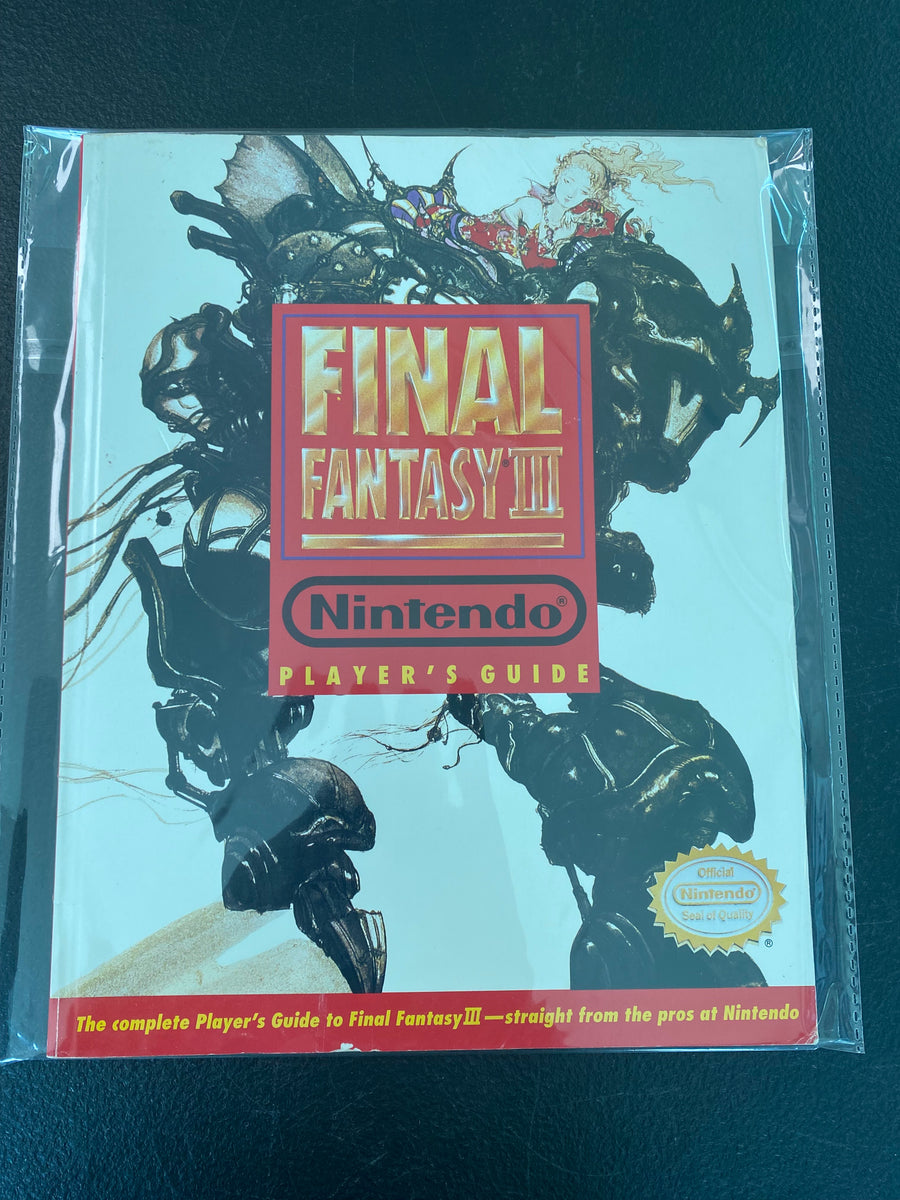 FINAL
FANTASY® III
Nintendo®
PLAYER'S GUIDE
Official
Nintendo
Seal of Quality
®
The complete Player's Guide to Final Fantasy III—straight from the pros at Nintendo